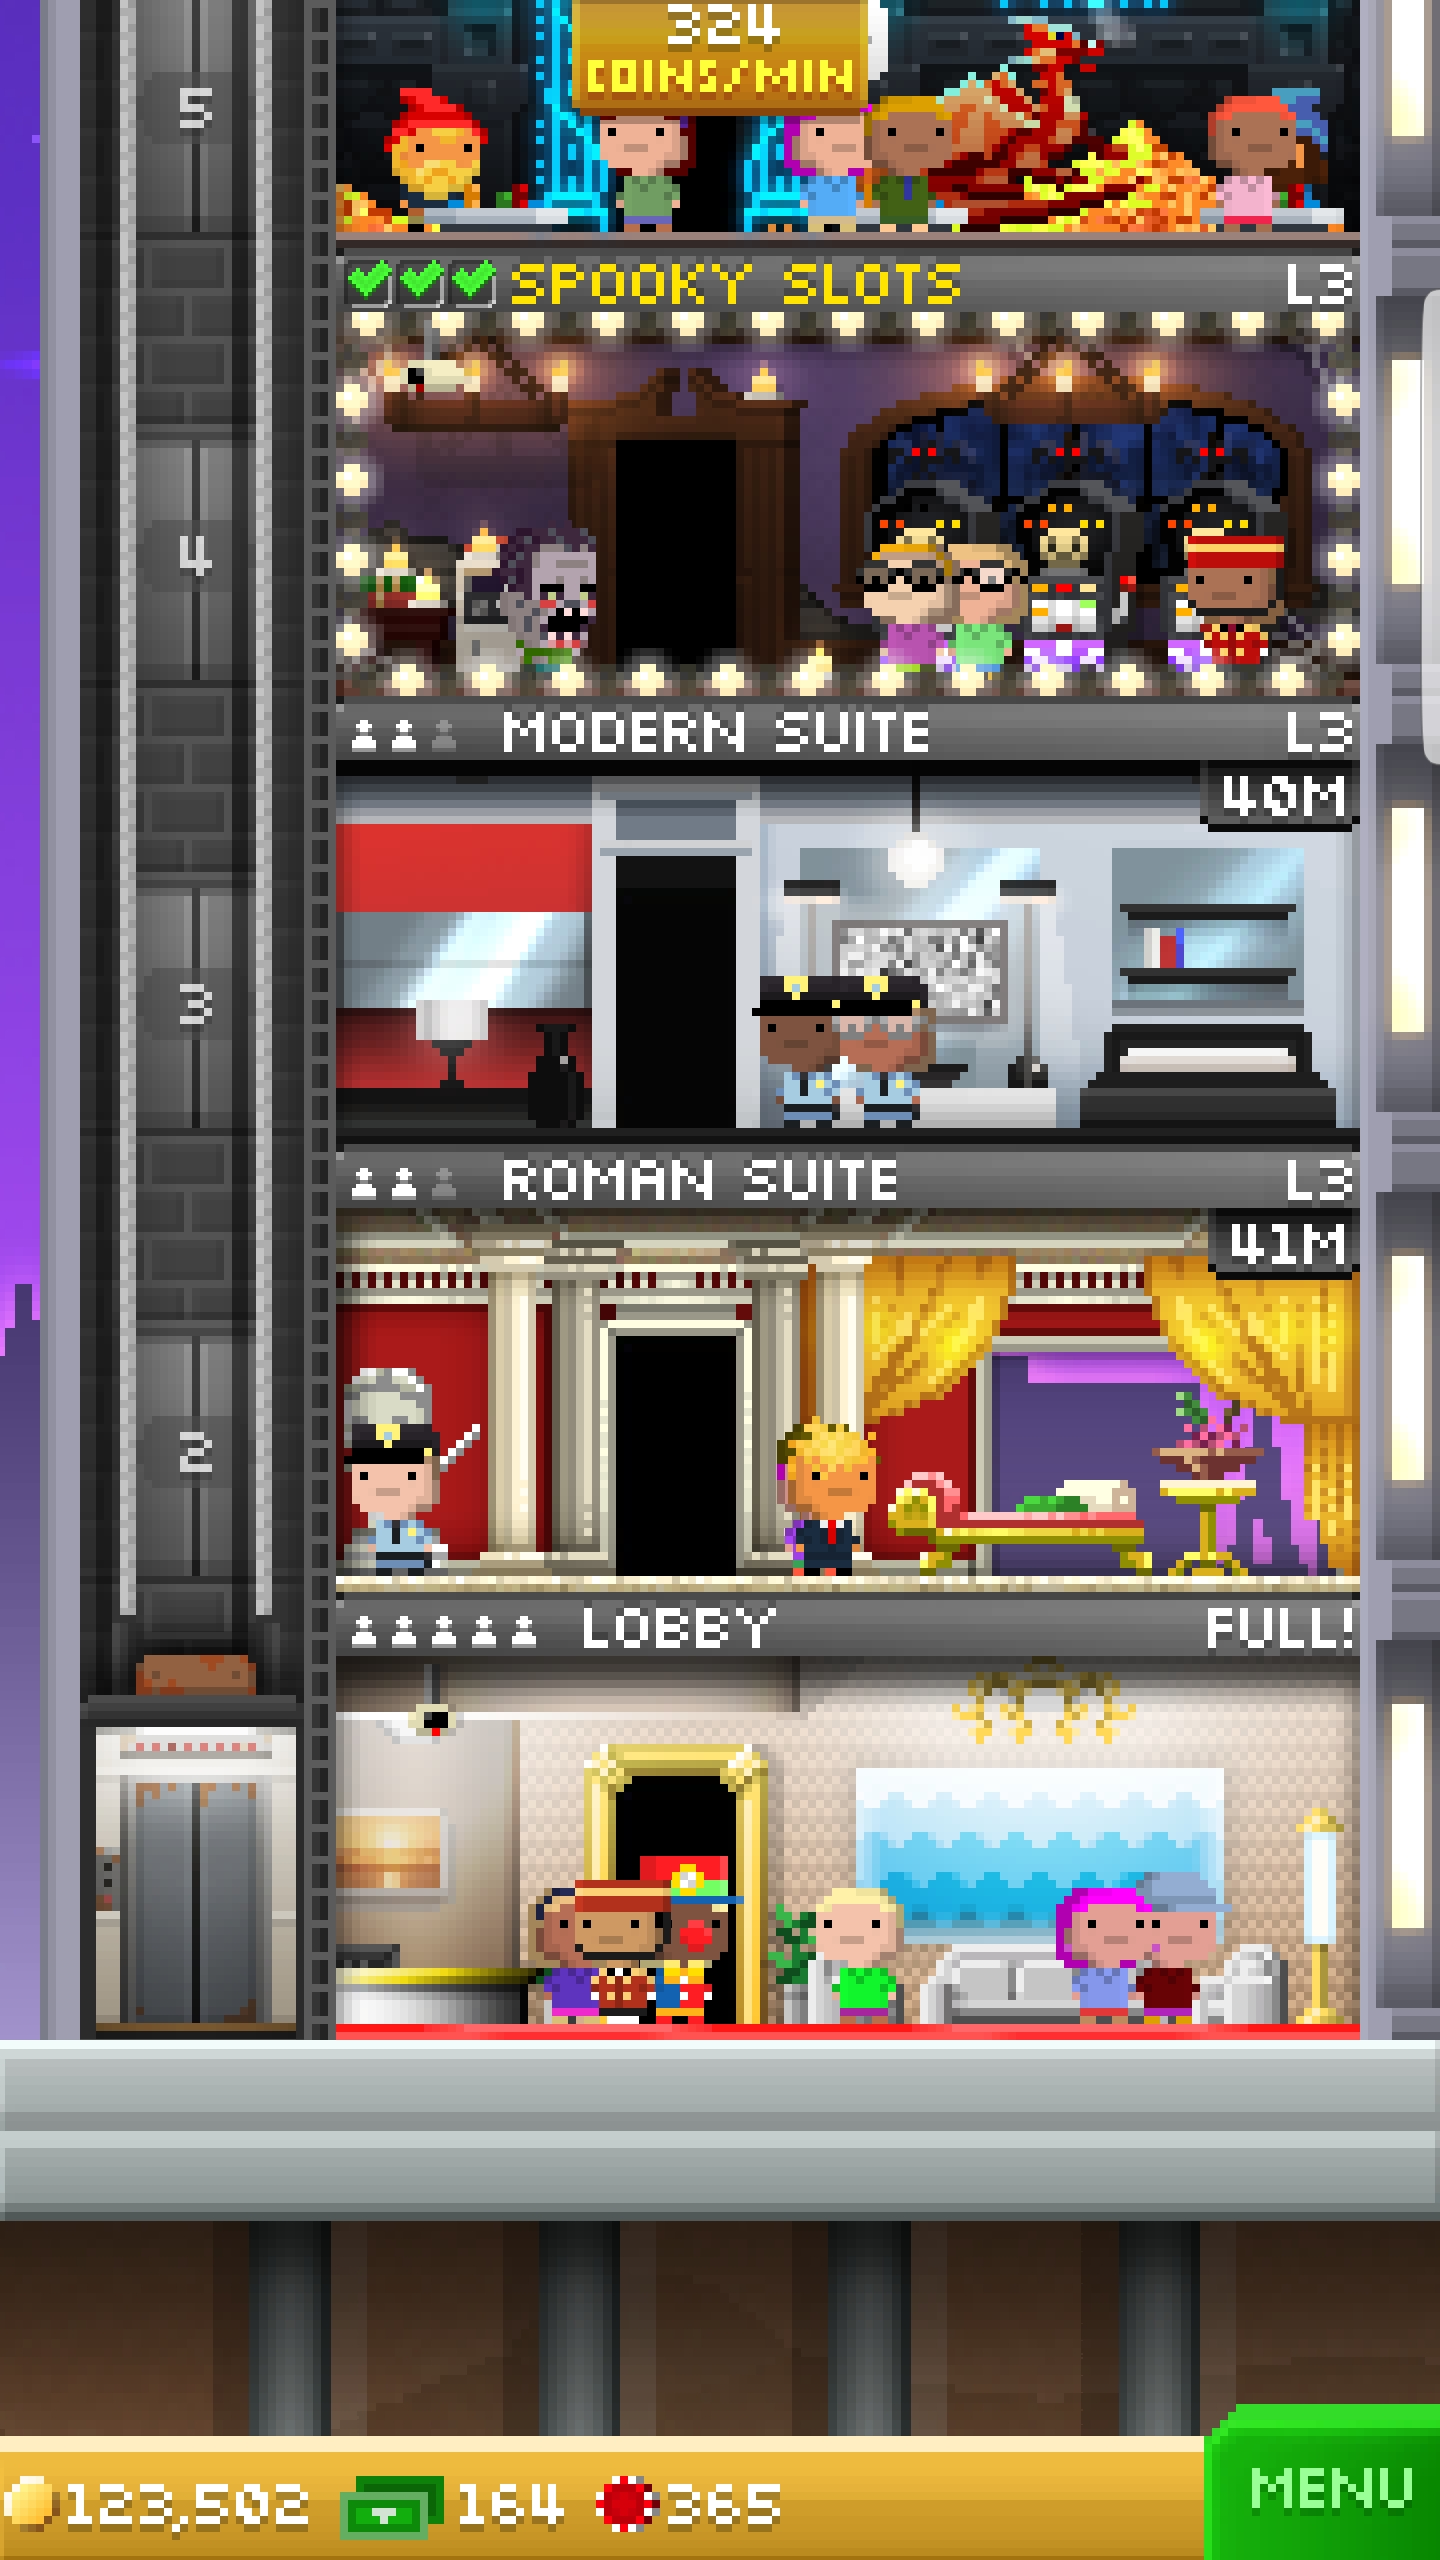 324
COINS/MIN
5
SPOOKY SLOTS L3
4
MODERN SUITE L3
40M
3
ROMAN SUITE L3
41M
2
LOBBY FULL!
123,502 164 365
MENU